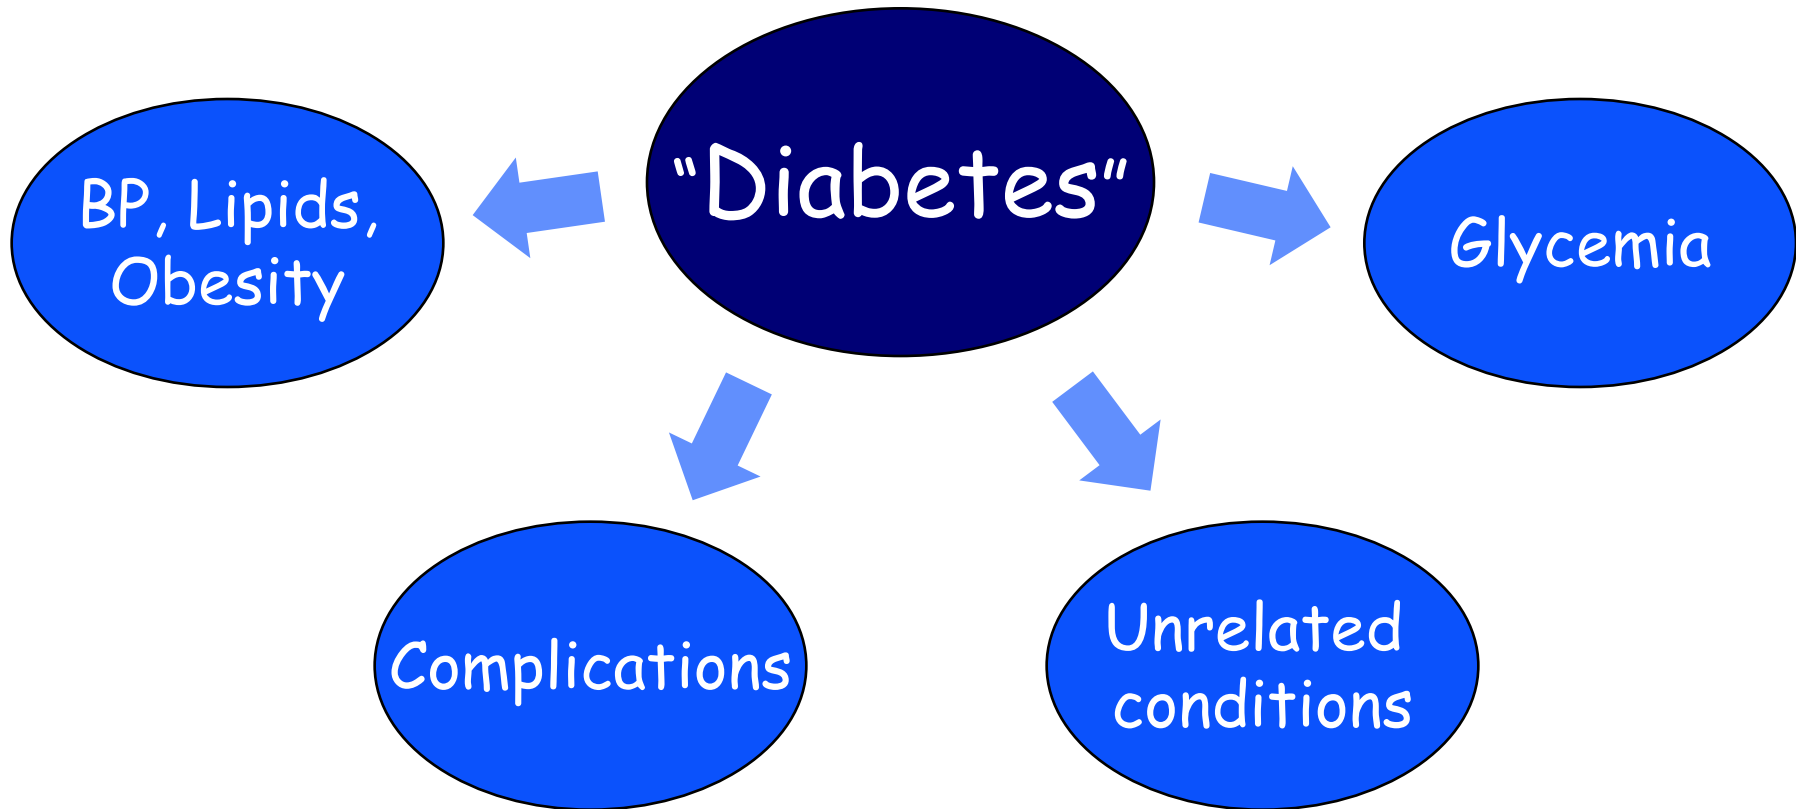 “Diabetes”
BP, Lipids,
Obesity
Glycemia
Complications
Unrelated
conditions